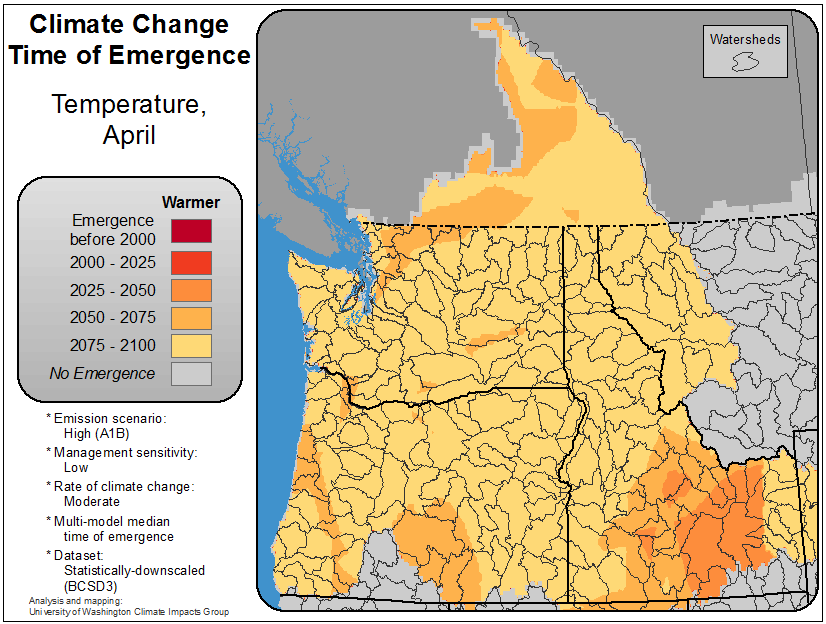 Climate Change
Time of Emergence
Temperature,
April
Warmer
Emergence
before 2000
2000 - 2025
2025 - 2050
2050 - 2075
2075 - 2100
No Emergence
* Emission scenario:
High (A1B)
* Management sensitivity:
Low
* Rate of climate change:
Moderate
* Multi-model median
time of emergence
* Dataset:
Statistically-downscaled
(BCSD3)
Analysis and mapping:
University of Washington Climate Impacts Group
Watersheds